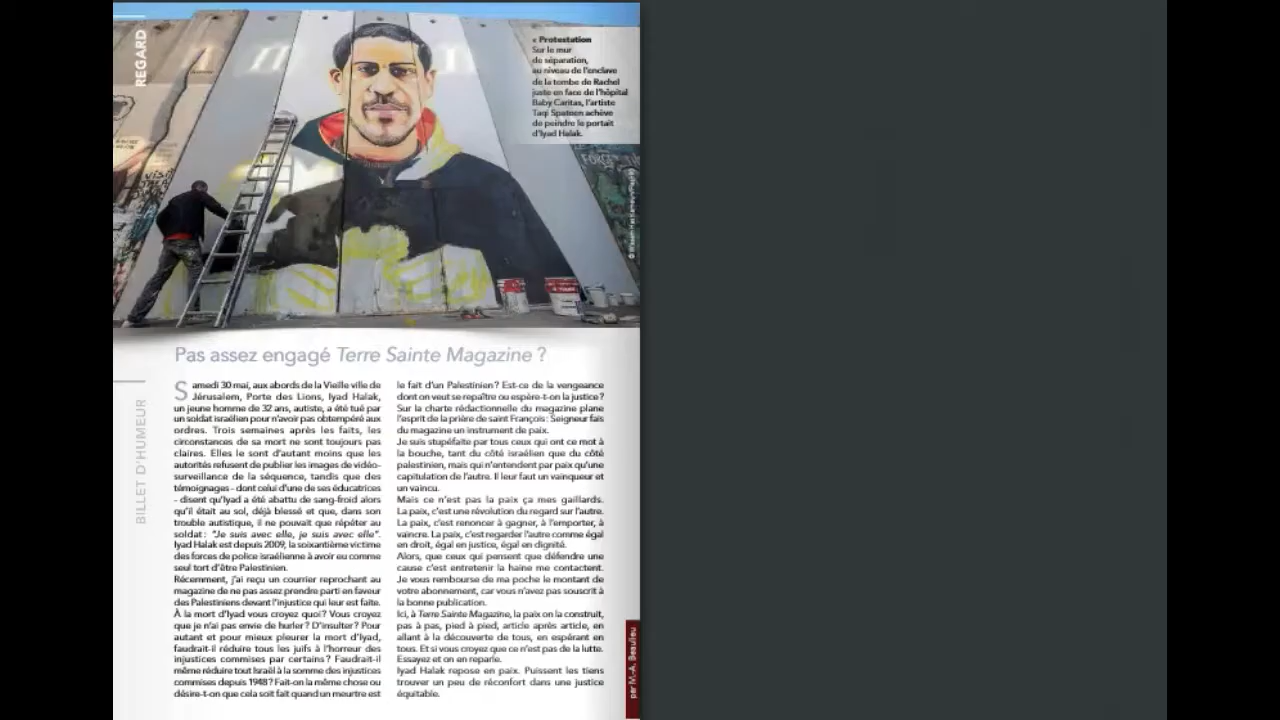 REGARD
« Protestation
Sur le mur
de séparation,
au niveau de l'enclave
de la tombe de Rachel
juste en face de l'hôpital
Baby Caritas, l'artiste
Taqi Spateen achève
de peindre le portait
d'Iyad Halak.
Pas assez engagé Terre Sainte Magazine ?
BILLET D'HUMEUR
Samedi 30 mai, aux abords de la Vieille ville de
Jérusalem, Porte des Lions, Iyad Halak,
un jeune homme de 32 ans, autiste, a été tué par
un soldat israélien pour n'avoir pas obtempéré aux
ordres. Trois semaines après les faits, les
circonstances de sa mort ne sont toujours pas
claires. Elles le sont d'autant moins que les
autorités refusent de publier les images de vidéo-
surveillance de la séquence, tandis que des
témoignages - dont celui d'une de ses éducatrices
- disent qu'Iyad a été abattu de sang-froid alors
qu'il était au sol, déjà blessé et que, dans son
trouble autistique, il ne pouvait que répéter au
soldat : "Je suis avec elle, je suis avec elle".
Iyad Halak est depuis 2009, la soixantième victime
des forces de police israélienne à avoir eu comme
seul tort d'être Palestinien.
Récemment, j'ai reçu un courrier reprochant au
magazine de ne pas assez prendre parti en faveur
des Palestiniens devant l'injustice qui leur est faite.
À la mort d'Iyad vous croyez quoi ? Vous croyez
que je n'ai pas envie de hurler ? D'insulter ? Pour
autant et pour mieux pleurer la mort d'Iyad,
faudrait-il réduire tous les juifs à l'horreur des
injustices commises par certains ? Faudrait-il
même réduire tout Israël à la somme des injustices
commises depuis 1948 ? Fait-on la même chose ou
désire-t-on que cela soit fait quand un meurtre est
le fait d'un Palestinien ? Est-ce de la vengeance
dont on veut se repaître ou espère-t-on la justice ?
Sur la charte rédactionnelle du magazine plane
l'esprit de la prière de saint François : Seigneur fais
du magazine un instrument de paix.
Je suis stupéfaite par tous ceux qui ont ce mot à
la bouche, tant du côté israélien que du côté
palestinien, mais qui n'entendent par paix qu'une
capitulation de l'autre. Il leur faut un vainqueur et
un vaincu.
Mais ce n'est pas la paix ça mes gaillards.
La paix, c'est une révolution du regard sur l'autre.
La paix, c'est renoncer à gagner, à l'emporter, à
vaincre. La paix, c'est regarder l'autre comme égal
en droit, égal en justice, égal en dignité.
Alors, que ceux qui pensent que défendre une
cause c'est entretenir la haine me contactent.
Je vous rembourse de ma poche le montant de
votre abonnement, car vous n'avez pas souscrit à
la bonne publication.
Ici, à Terre Sainte Magazine, la paix on la construit,
pas à pas, pied à pied, article après article, en
allant à la découverte de tous, en espérant en
tous. Et si vous croyez que ce n'est pas de la lutte.
Essayez et on en reparle.
Iyad Halak repose en paix. Puissent les tiens
trouver un peu de réconfort dans une justice
équitable.
par M.-A. Beaulieu